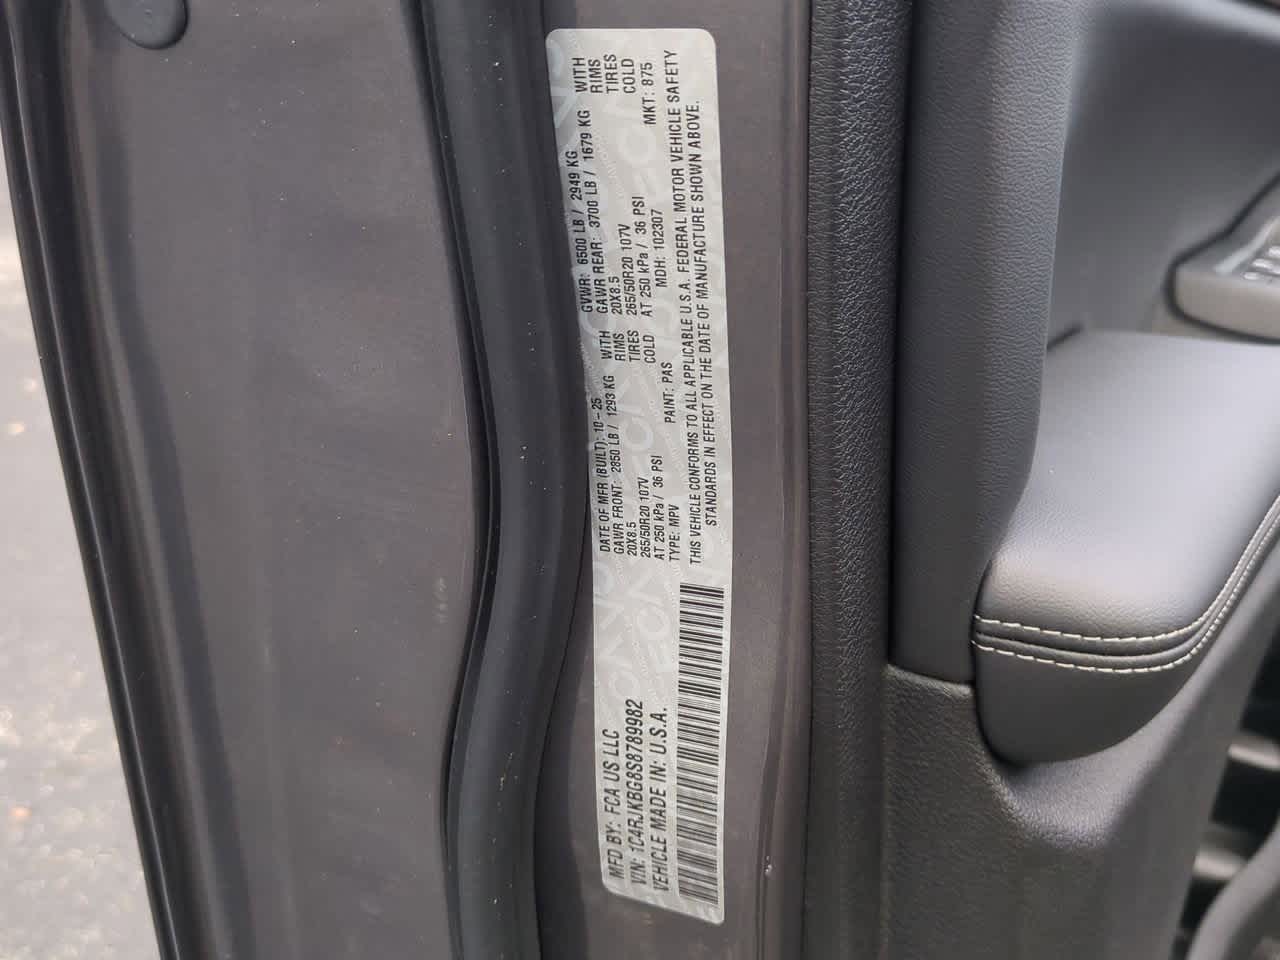 MFD BY: FCA US LLC
VIN: 1C4RJKBG8S8789982
VEHICLE MADE IN: U.S.A.
DATE OF MFR (BUILT): 10-25 GVWR: 6500 LB / 2949 KG
GAWR FRONT: 2850 LB / 1293 KG WITH GAWR REAR: 3700 LB / 1679 KG WITH
20X8.5 RIMS 20X8.5 RIMS
265/50R20 107V TIRES 265/50R20 107V TIRES
AT 250 kPa / 36 PSI COLD AT 250 kPa / 36 PSI COLD
TYPE: MPV PAINT: PAS MDH: 102307 MKT: 875
THIS VEHICLE CONFORMS TO ALL APPLICABLE U.S.A. FEDERAL MOTOR VEHICLE SAFETY
STANDARDS IN EFFECT ON THE DATE OF MANUFACTURE SHOWN ABOVE.